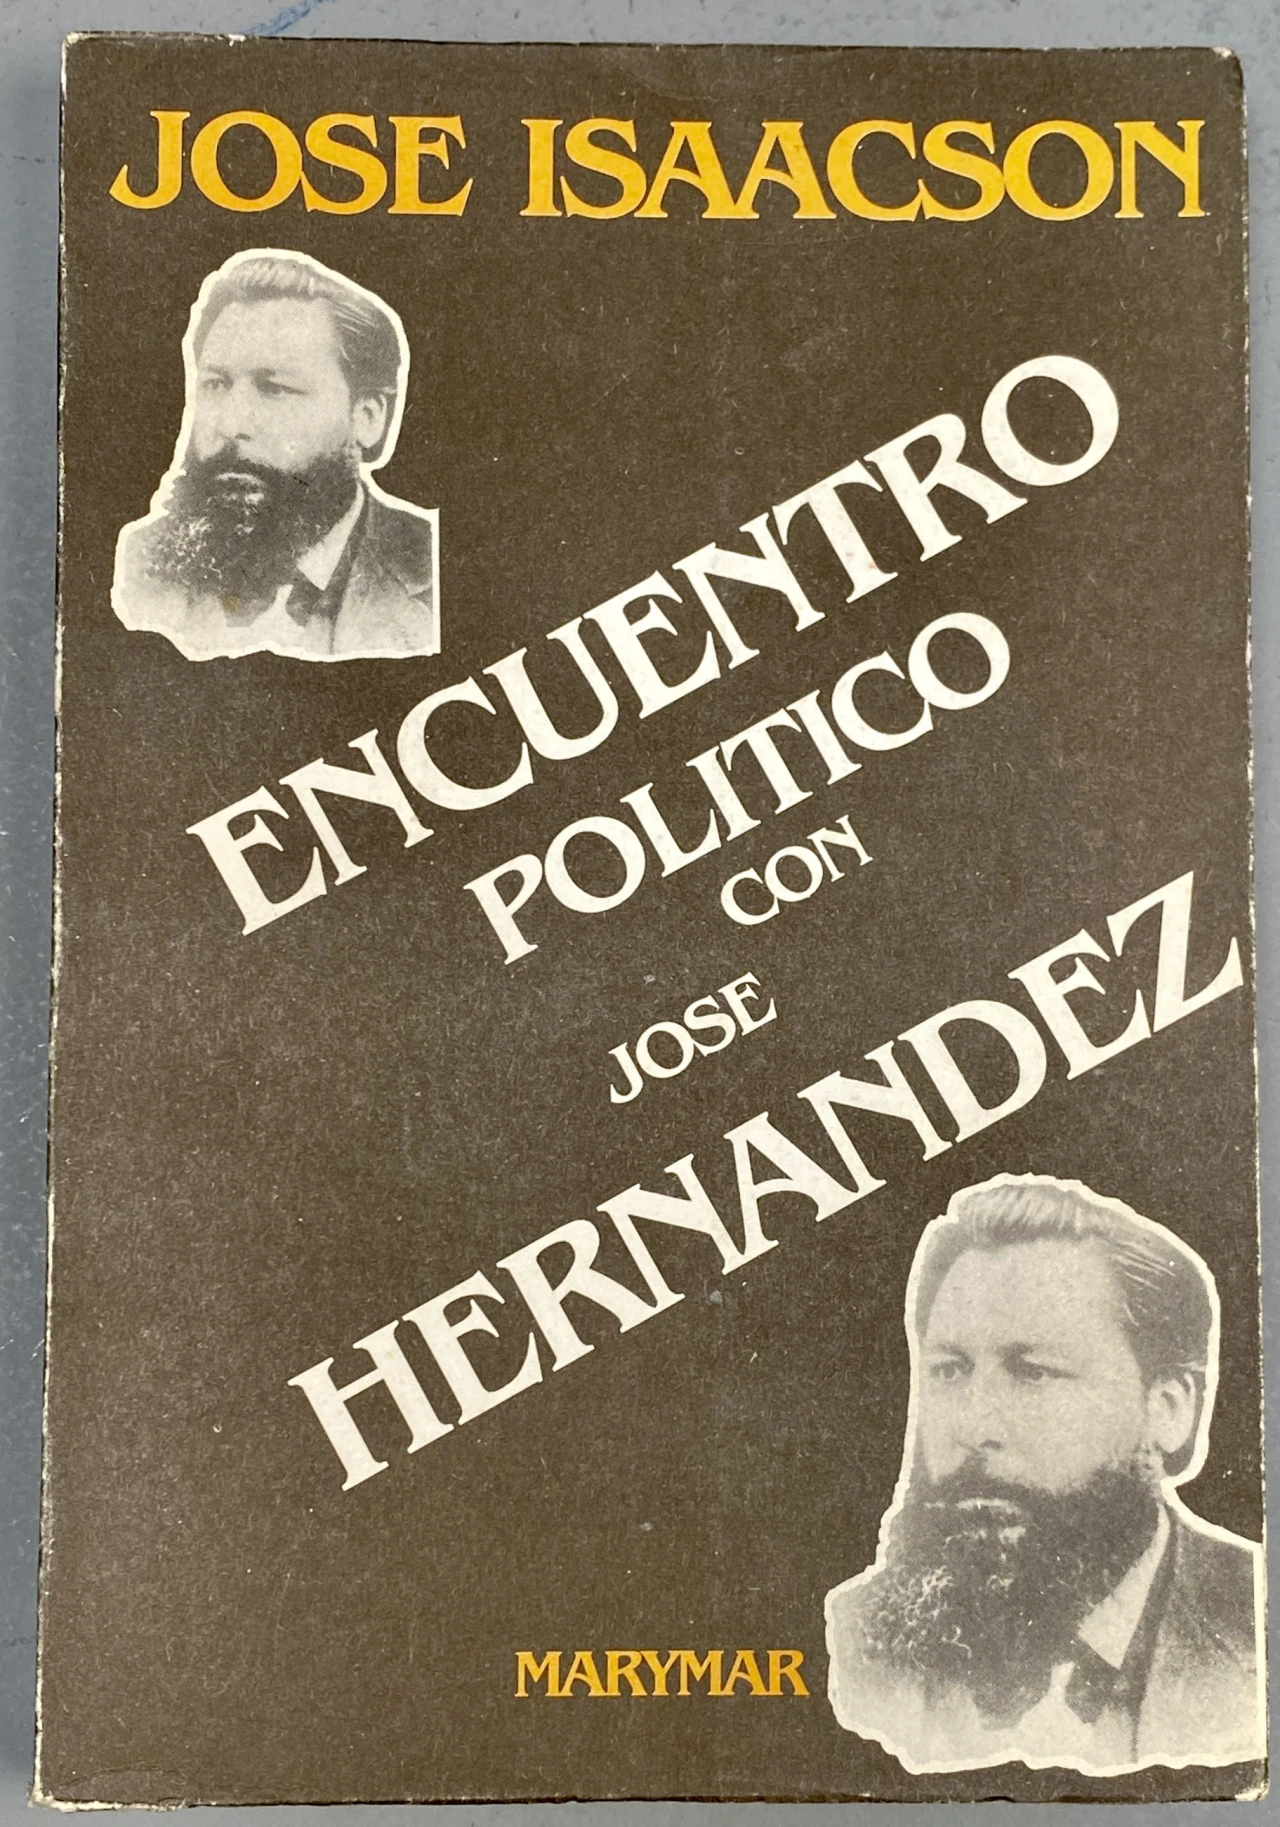 JOSE ISAACSON
ENCUENTRO
POLITICO
CON
JOSE
HERNANDEZ
MARYMAR